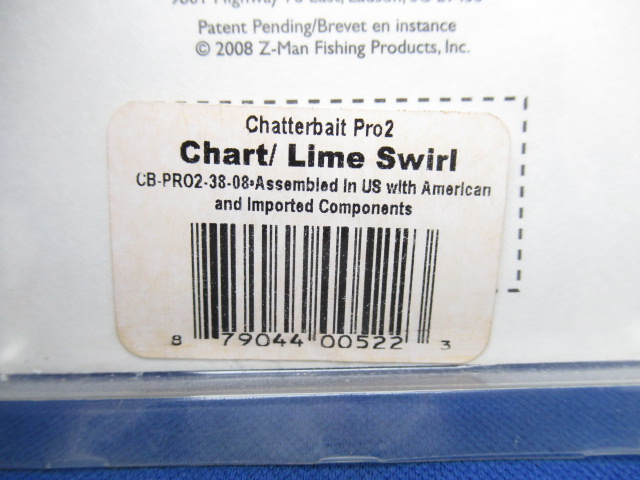 Patent Pending/Brevet en instance
© 2008 Z-Man Fishing Products, Inc.
Chatterbait Pro2
Chart/ Lime Swirl
CB-PRO2-38-08•Assembled in US with American
and Imported Components
8 79044 00522 3